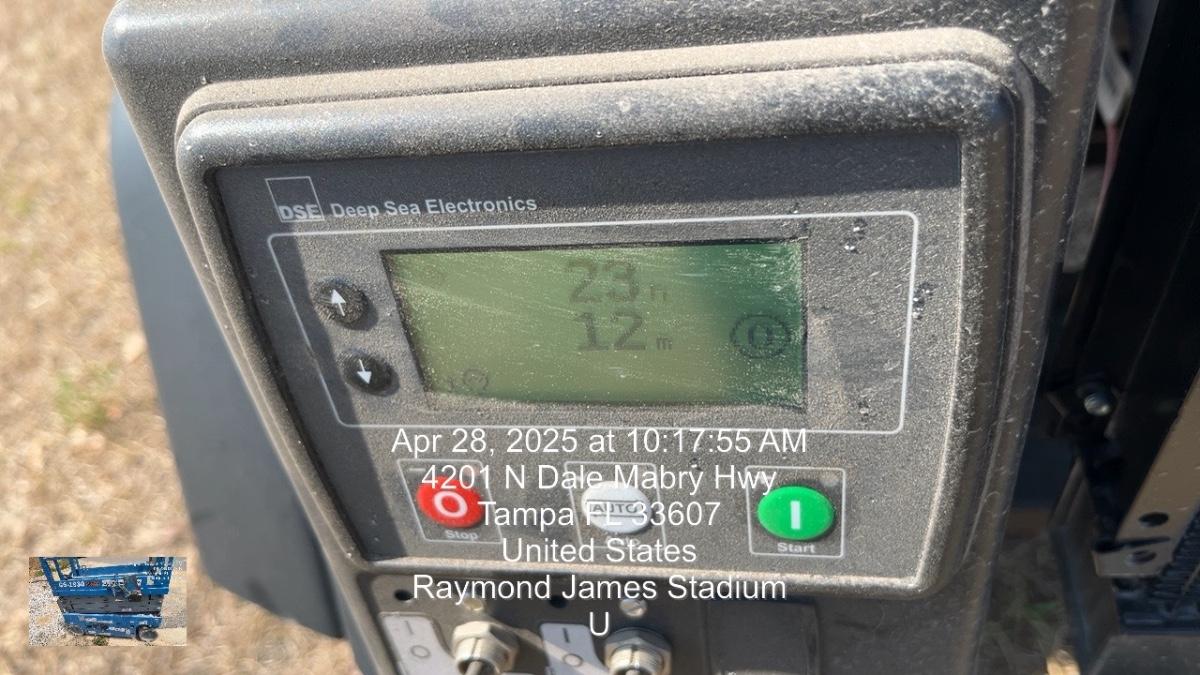 DSE Deep Sea Electronics
23 h
12 m
Apr 28, 2025 at 10:17:55 AM
4201 N Dale Mabry Hwy
Tampa FL 33607
United States
Raymond James Stadium
U
O
AUTO
I
Stop
Start
I
O
I
O